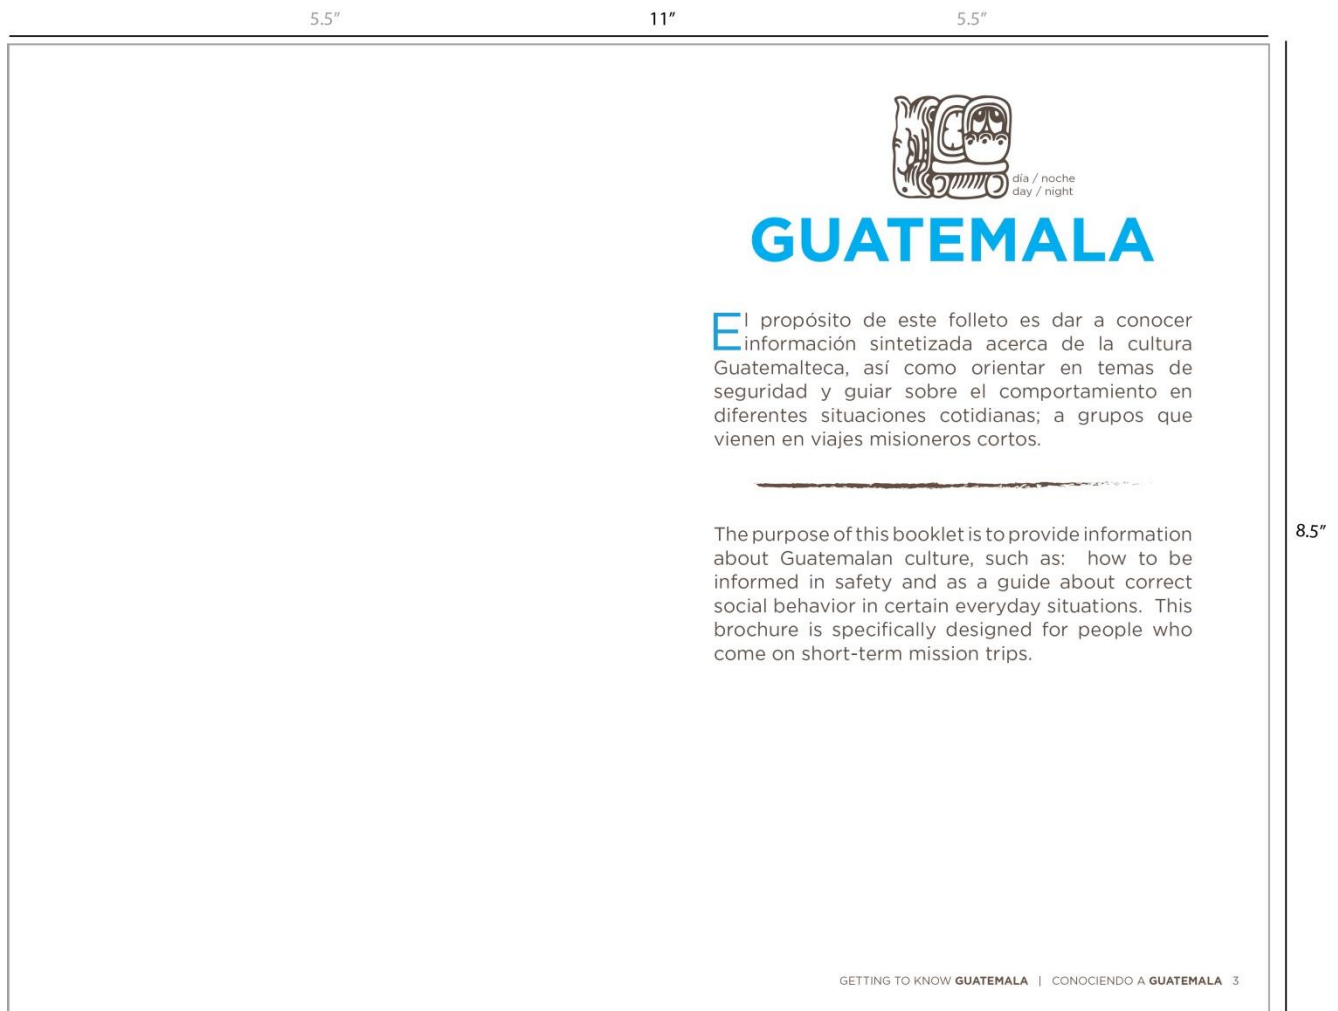 5.5"
11"
5.5"
día / noche
day / night
GUATEMALA
El propósito de este folleto es dar a conocer
información sintetizada acerca de la cultura
Guatemalteca, así como orientar en temas de
seguridad y guiar sobre el comportamiento en
diferentes situaciones cotidianas; a grupos que
vienen en viajes misioneros cortos.
The purpose of this booklet is to provide information
about Guatemalan culture, such as: how to be
informed in safety and as a guide about correct
social behavior in certain everyday situations. This
brochure is specifically designed for people who
come on short-term mission trips.
8.5"
GETTING TO KNOW GUATEMALA | CONOCIENDO A GUATEMALA 3